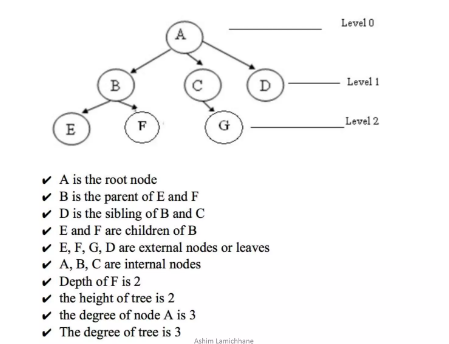 A
Level 0
B
C
D
Level 1
E
F
G
Level 2
✔ A is the root node
✔ B is the parent of E and F
✔ D is the sibling of B and C
✔ E and F are children of B
✔ E, F, G, D are external nodes or leaves
✔ A, B, C are internal nodes
✔ Depth of F is 2
✔ the height of tree is 2
✔ the degree of node A is 3
✔ The degree of tree is 3
Ashim Lamichhane